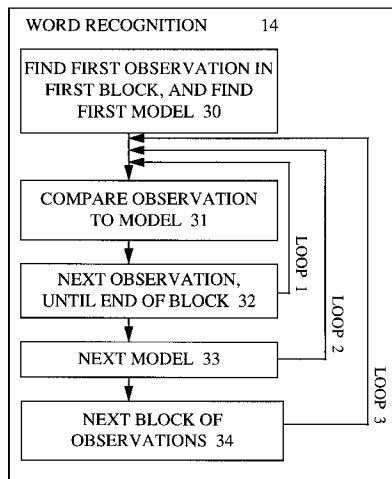 WORD RECOGNITION 14
FIND FIRST OBSERVATION IN
FIRST BLOCK, AND FIND
FIRST MODEL 30
COMPARE OBSERVATION
TO MODEL 31
NEXT OBSERVATION,
UNTIL END OF BLOCK 32
NEXT MODEL 33
NEXT BLOCK OF
OBSERVATIONS 34
LOOP 1
LOOP 2
LOOP 3